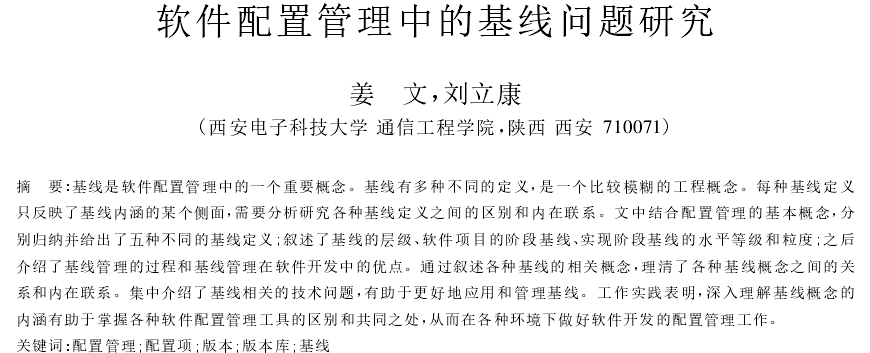 软件配置管理中的基线问题研究
姜　文,刘立康
(西安电子科技大学 通信工程学院,陕西 西安 710071)
摘　要:基线是软件配置管理中的一个重要概念。基线有多种不同的定义,是一个比较模糊的工程概念。每种基线定义
只反映了基线内涵的某个侧面,需要分析研究各种基线定义之间的区别和内在联系。文中结合配置管理的基本概念,分
别归纳并给出了五种不同的基线定义;叙述了基线的层级、软件项目的阶段基线、实现阶段基线的水平等级和粒度;之后
介绍了基线管理的过程和基线管理在软件开发中的优点。通过叙述各种基线的相关概念,理清了各种基线概念之间的关
系和内在联系。集中介绍了基线相关的技术问题,有助于更好地应用和管理基线。工作实践表明,深入理解基线概念的
内涵有助于掌握各种软件配置管理工具的区别和共同之处,从而在各种环境下做好软件开发的配置管理工作。
关键词:配置管理;配置项;版本;版本库;基线